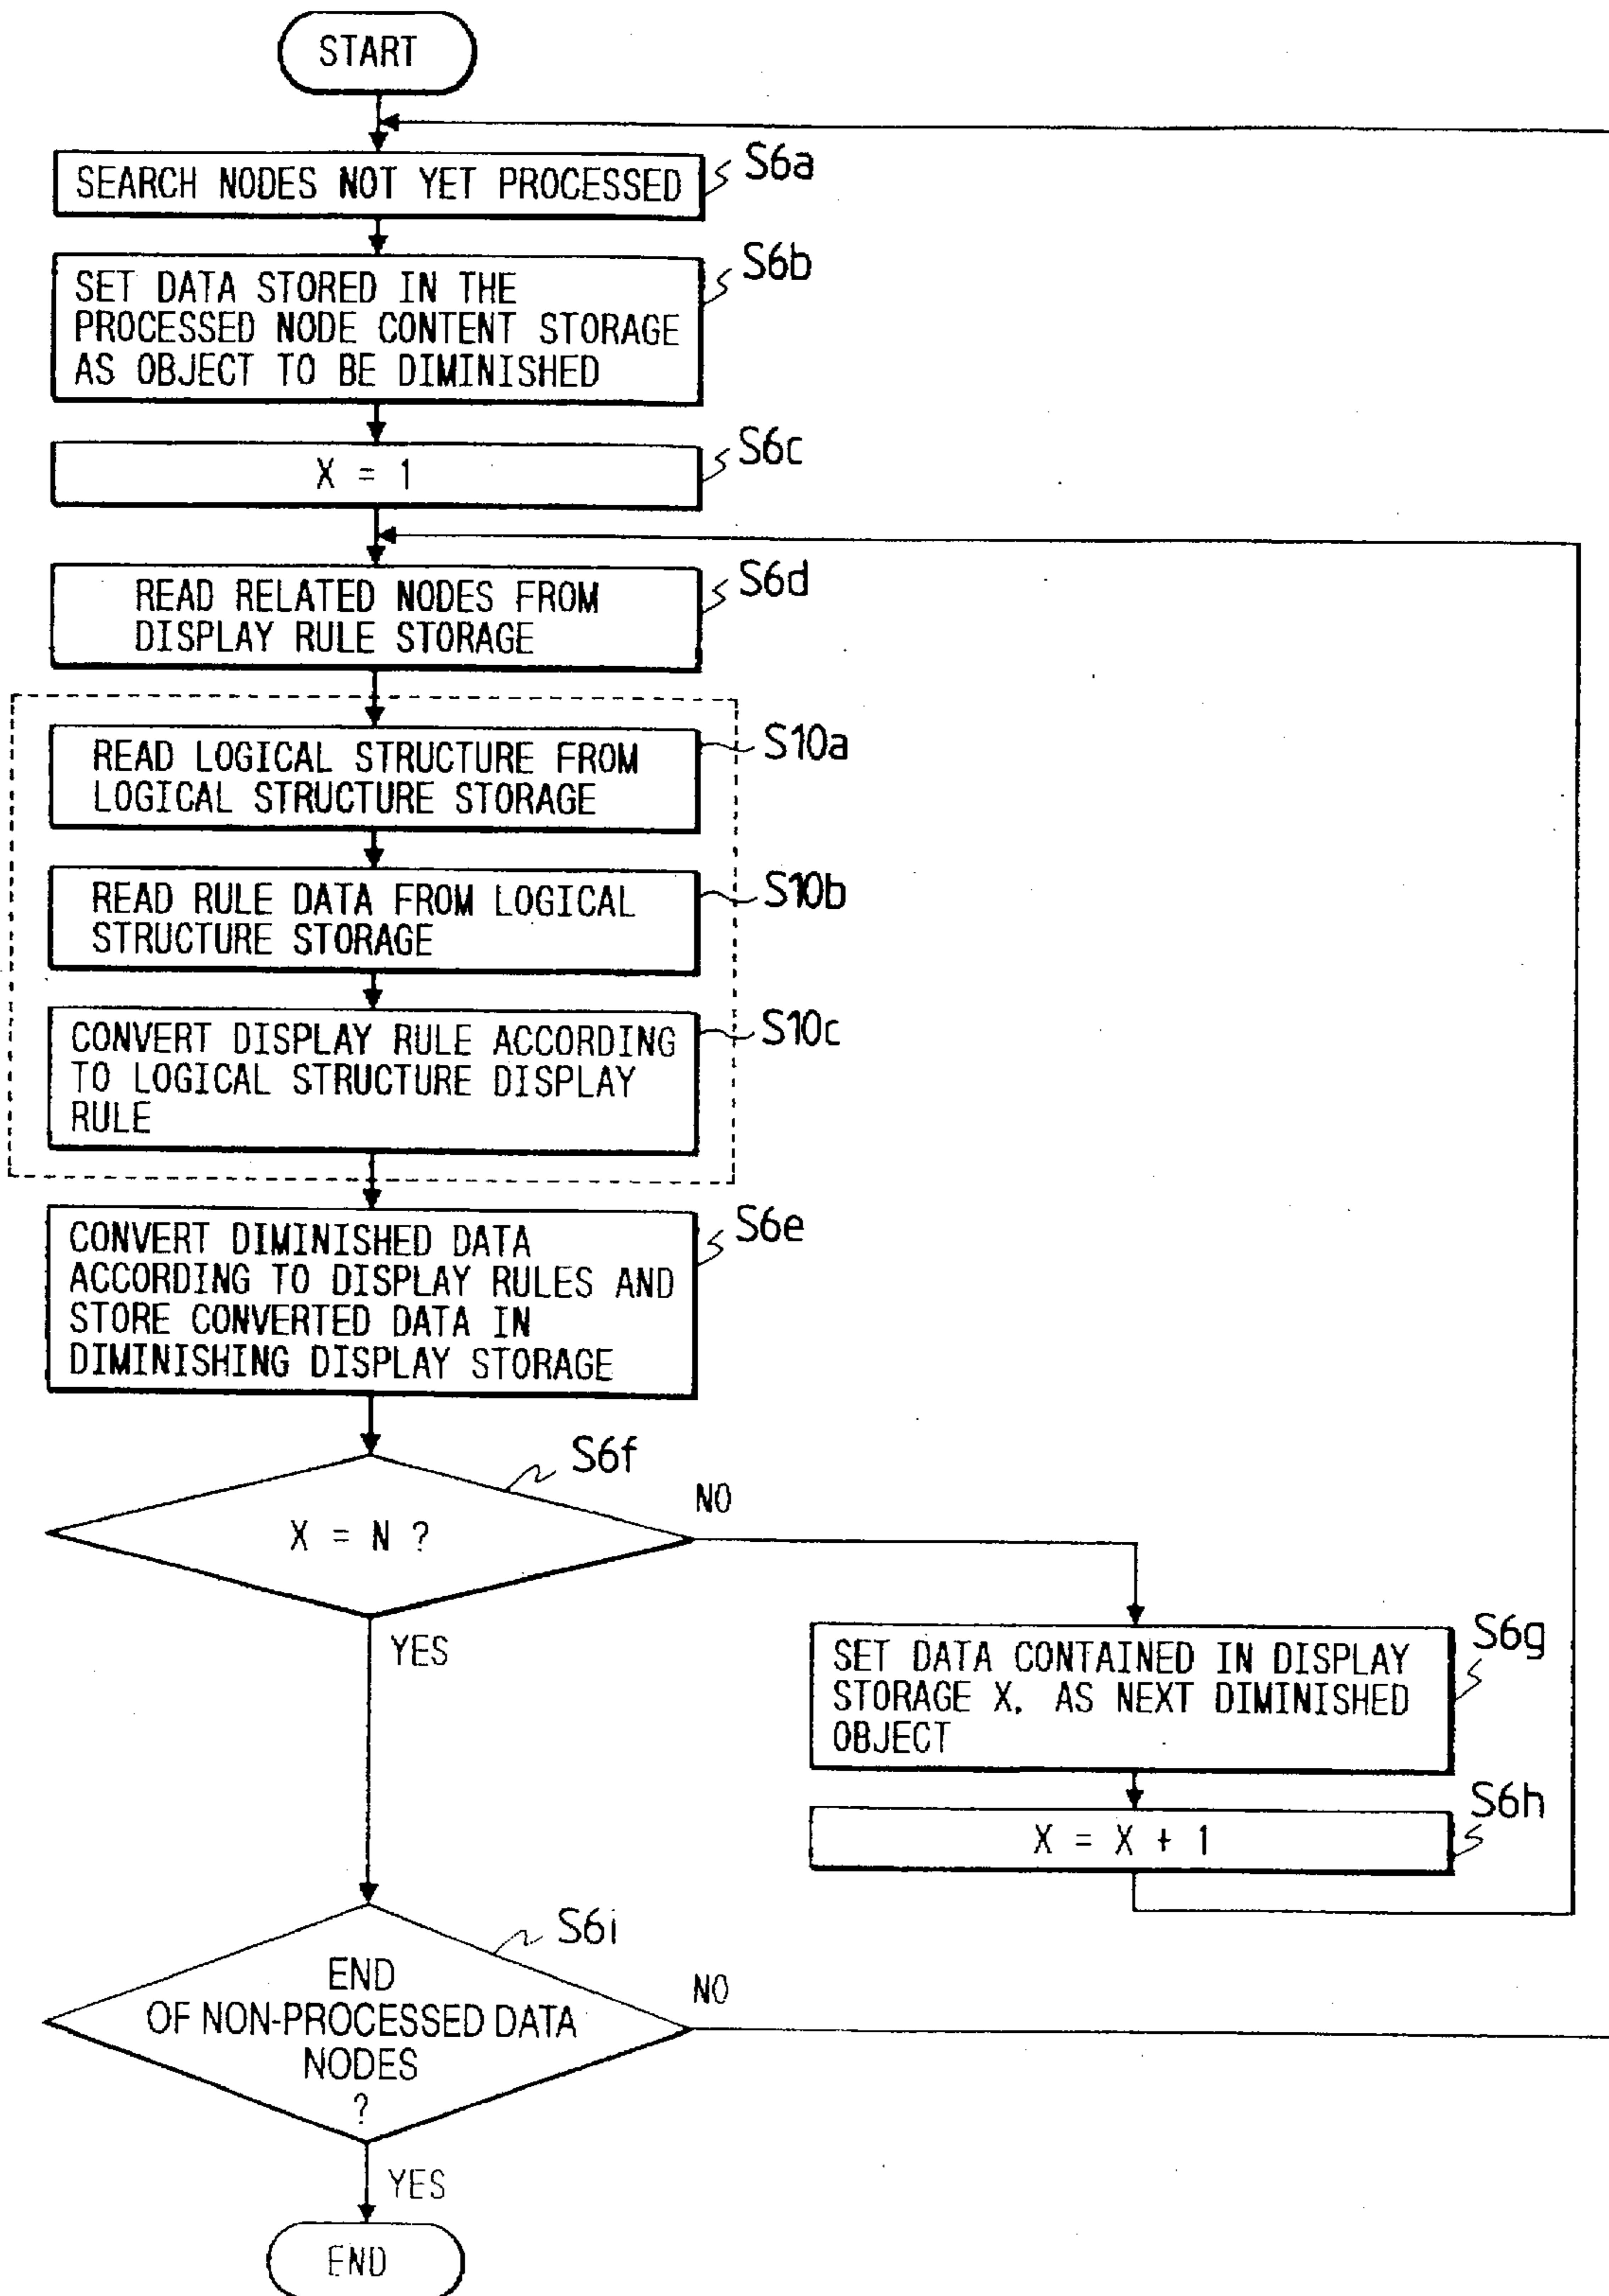 START
SEARCH NODES NOT YET PROCESSED
S6a
SET DATA STORED IN THE
PROCESSED NODE CONTENT STORAGE
AS OBJECT TO BE DIMINISHED
S6b
X = 1
S6c
READ RELATED NODES FROM
DISPLAY RULE STORAGE
S6d
READ LOGICAL STRUCTURE FROM
LOGICAL STRUCTURE STORAGE
S10a
READ RULE DATA FROM LOGICAL
STRUCTURE STORAGE
S10b
CONVERT DISPLAY RULE ACCORDING
TO LOGICAL STRUCTURE DISPLAY
RULE
S10c
CONVERT DIMINISHED DATA
ACCORDING TO DISPLAY RULES AND
STORE CONVERTED DATA IN
DIMINISHING DISPLAY STORAGE
S6e
X = N ?
S6f
NO
YES
SET DATA CONTAINED IN DISPLAY
STORAGE X. AS NEXT DIMINISHED
OBJECT
S6g
X = X + 1
S6h
END
OF NON-PROCESSED DATA
NODES
?
S6i
NO
YES
END